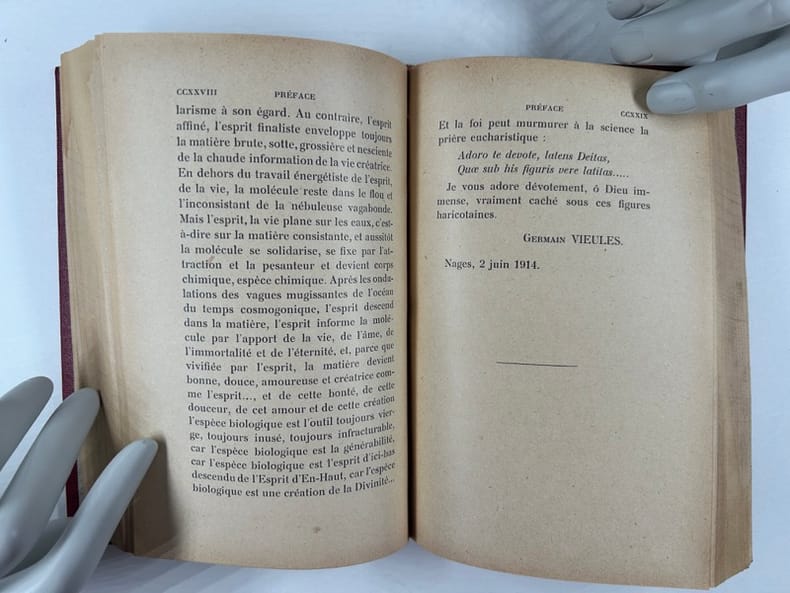 CCXXVIII PRÉFACE
larisme à son égard. Au contraire, l'esprit
affiné, l'esprit finaliste enveloppe toujours
la matière brute, sotte, grossière et nesciente
de la chaude information de la vie créatrice.
En dehors du travail énergétiste de l'esprit,
de la vie, la molécule reste dans le flou et
l'inconsistant de la nébuleuse vagabonde.
Mais l'esprit, la vie plane sur les eaux, c'est-
à-dire sur la matière consistante, et aussitôt
la molécule se solidarise, se fixe par l'at-
traction et la pesanteur et devient corps
chimique, espèce chimique. Après les ondu-
lations des vagues mugissantes de l'océan
du temps cosmogonique, l'esprit descend
dans la matière, l'esprit informe la molé-
cule par l'apport de la vie, de l'âme, de
l'immortalité et de l'éternité, et, parce que
vivifiée par l'esprit, la matière devient
bonne, douce, amoureuse et créatrice com-
me l'esprit..., et de cette bonté, de cette
douceur, de cet amour et de cette création
l'espèce biologique est l'outil toujours vier-
ge, toujours inusé, toujours infracturable,
car l'espèce biologique est la générabilité,
car l'espèce biologique est l'esprit d'ici-bas
descendu de l'Esprit d'En-Haut, car l'espèce
biologique est une création de la Divinité...
PRÉFACE CCXXIX
Et la foi peut murmurer à la science la
prière eucharistique :
Adoro te devote, latens Deitas,
Quæ sub his figuris vere latitas.....
Je vous adore dévotement, ô Dieu im-
mense, vraiment caché sous ces figures
haricotaines.
Germain VIEULES.
Nages, 2 juin 1914.